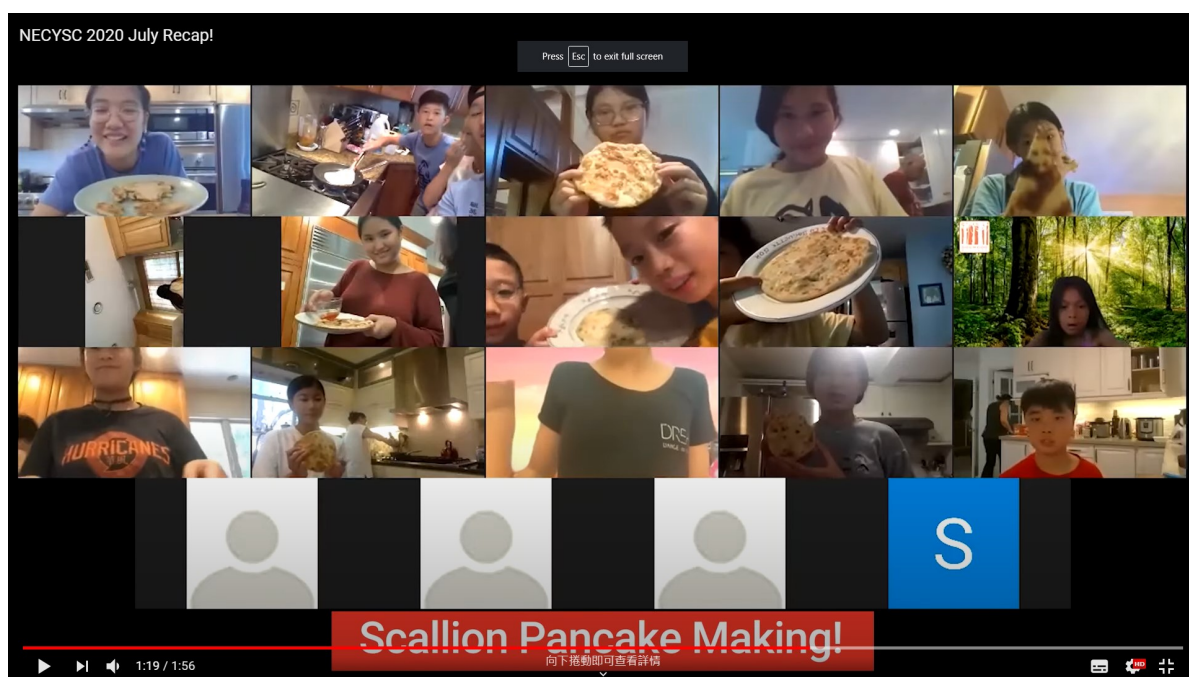 NECYSC 2020 July Recap!
Press Esc to exit full screen
HURRICANES
S
Scallion Pancake Making!
向下捲動即可查看詳情
1:19 / 1:56
HD